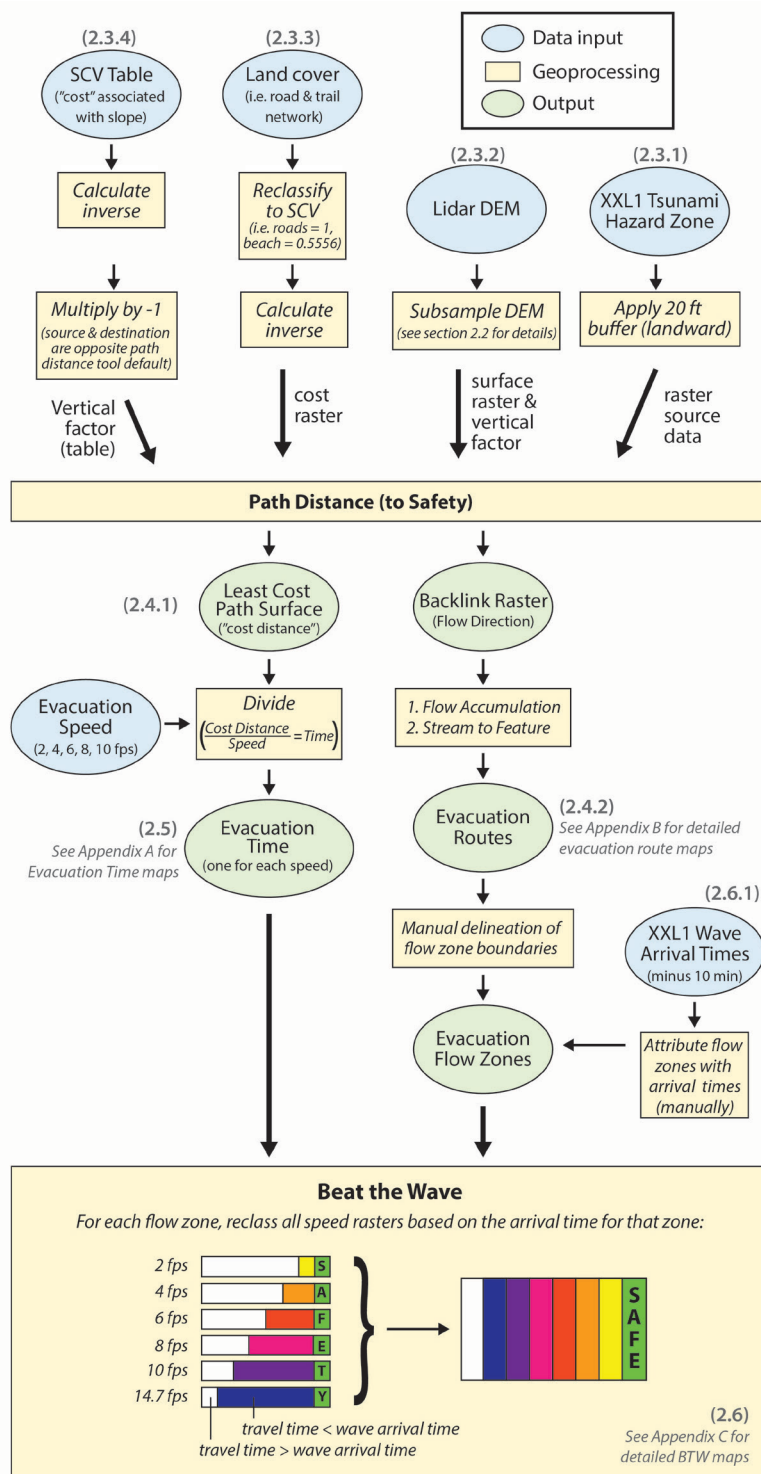 (2.3.4)
SCV Table
("cost" associated
with slope)
(2.3.3)
Land cover
(i.e. road & trail
network)
Data input
Geoprocessing
Output
(2.3.2)
Lidar DEM
(2.3.1)
XXL1 Tsunami
Hazard Zone
Calculate
inverse
Reclassify
to SCV
(i.e. roads = 1,
beach = 0.5556)
Multiply by -1
(source & destination
are opposite path
distance tool default)
Calculate
inverse
Subsample DEM
(see section 2.2 for details)
Apply 20 ft
buffer (landward)
Vertical
factor
(table)
cost
raster
surface
raster &
vertical
factor
raster
source
data
Path Distance (to Safety)
(2.4.1)
Least Cost
Path Surface
("cost distance")
Backlink Raster
(Flow Direction)
Evacuation
Speed
(2, 4, 6, 8, 10 fps)
Divide
(Cost Distance
Speed
= Time)
1. Flow Accumulation
2. Stream to Feature
(2.5)
See Appendix A for
Evacuation Time maps
Evacuation
Time
(one for each speed)
Evacuation
Routes
(2.4.2)
See Appendix B for detailed
evacuation route maps
Manual delineation of
flow zone boundaries
(2.6.1)
XXL1 Wave
Arrival Times
(minus 10 min)
Evacuation
Flow Zones
Attribute flow
zones with
arrival times
(manually)
Beat the Wave
For each flow zone, reclass all speed rasters based on the arrival time for that zone:
2 fps S
4 fps A
6 fps F
8 fps E
10 fps T
14.7 fps Y
travel time < wave arrival time
travel time > wave arrival time
S
A
F
E
(2.6)
See Appendix C for
detailed BTW maps